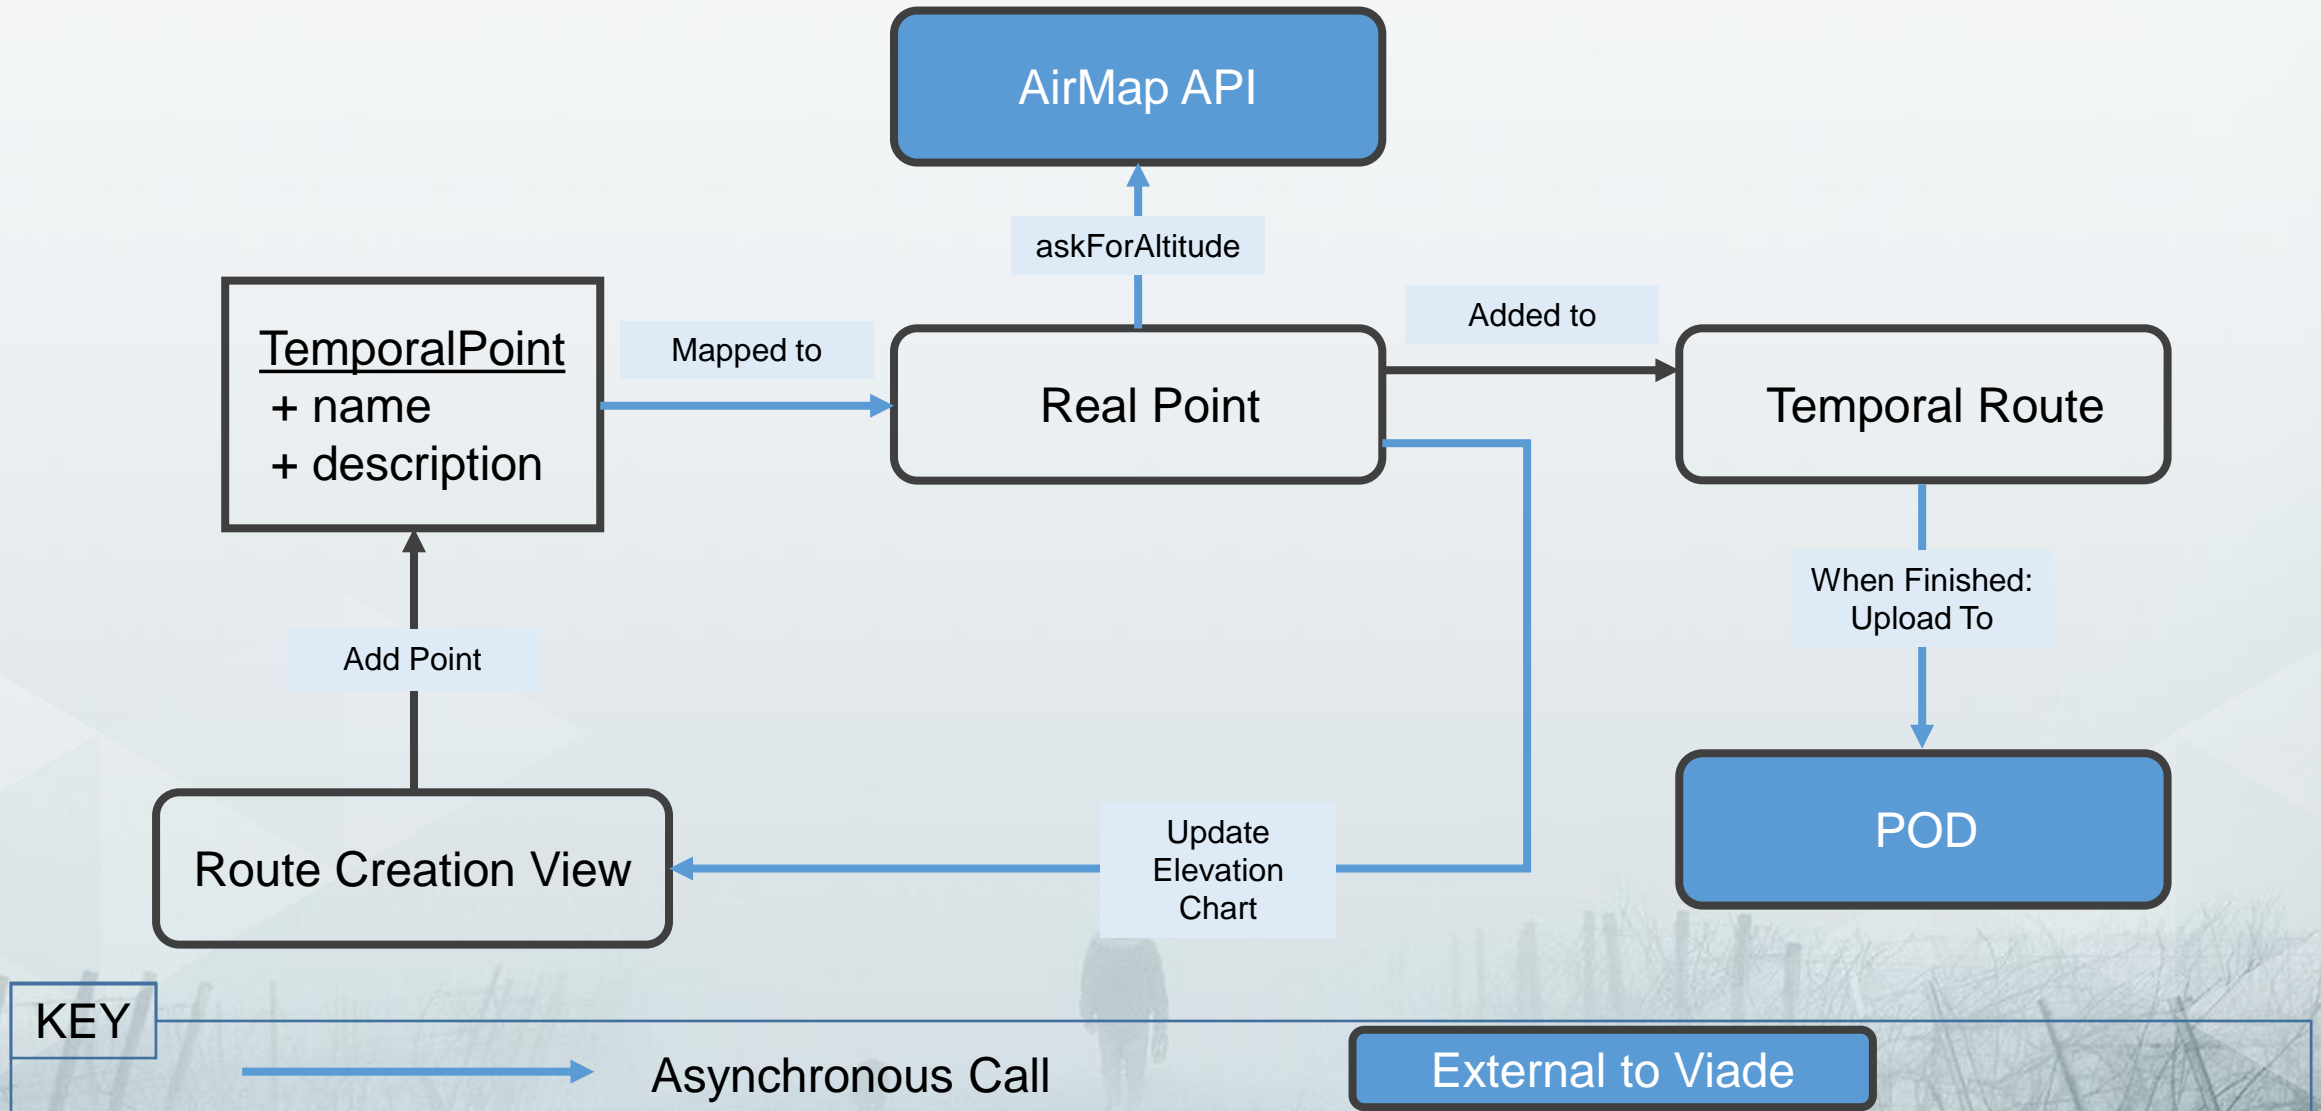 AirMap API
askForAltitude
Added to
TemporalPoint
+ name
+ description
Mapped to
Real Point
Temporal Route
When Finished:
Upload To
Add Point
Update
Elevation
Chart
Route Creation View
POD
KEY
Asynchronous Call
External to Viade